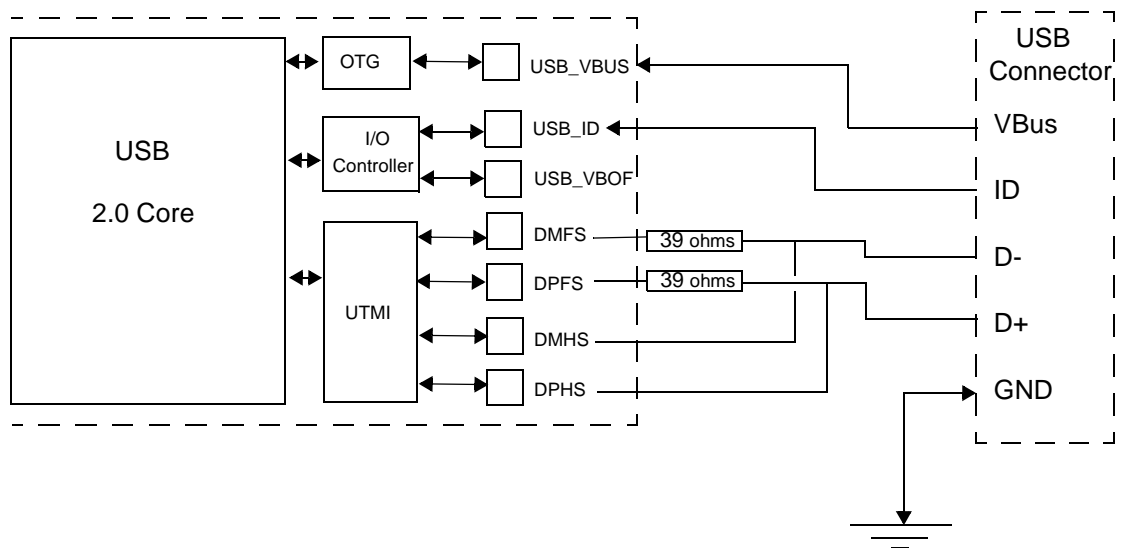 USB
2.0 Core
OTG
I/O
Controller
UTMI
USB_VBUS
USB_ID
USB_VBOF
DMFS
DPFS
DMHS
DPHS
39 ohms
39 ohms
USB
Connector
VBus
ID
D-
D+
GND